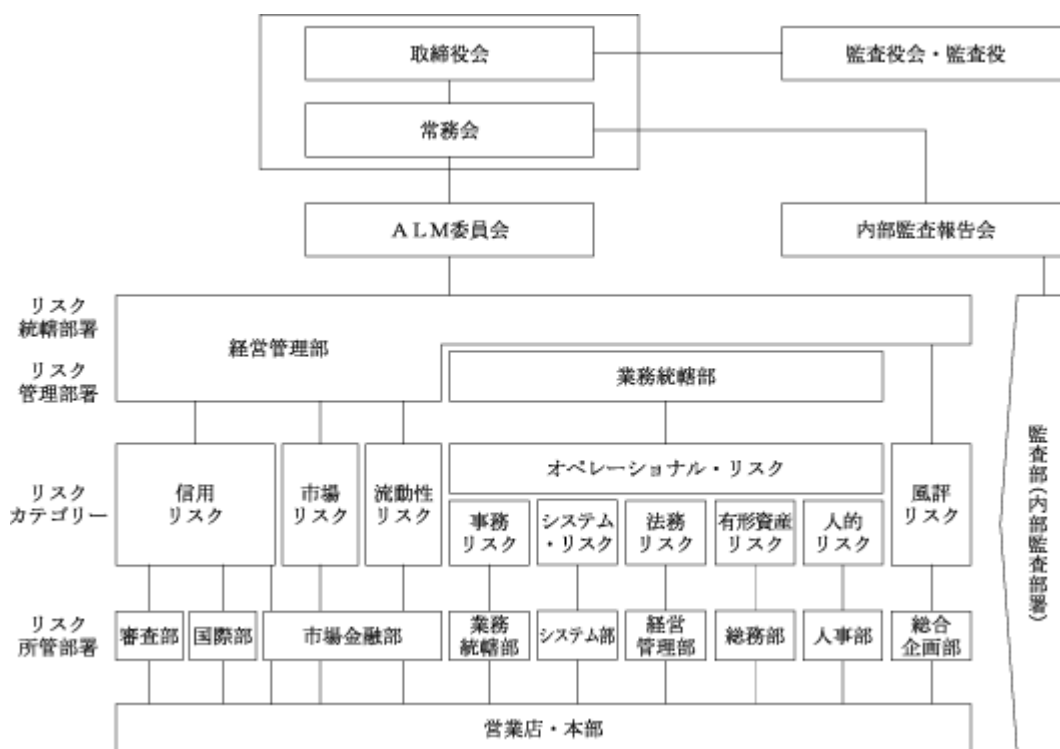 取締役会
監査役会・監査役
常務会
ALM委員会
内部監査報告会
リスク
統轄部署
経営管理部
リスク
管理部署
業務統轄部
リスク
カテゴリー
信用
リスク
市場
リスク
流動性
リスク
オペレーショナル・リスク
事務
リスク
システム
・リスク
法務
リスク
有形資産
リスク
人的
リスク
風評
リスク
監査部(内部監査部署)
リスク
所管部署
審査部
国際部
市場金融部
業務
統轄部
システム部
経営
管理部
総務部
人事部
総合
企画部
営業店・本部